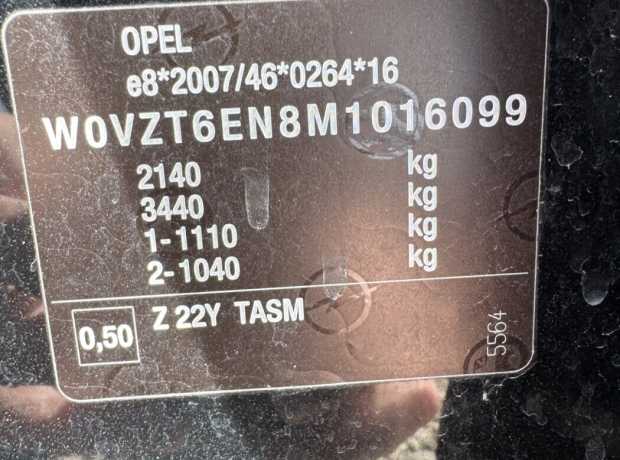 OPEL
e8*2007/46*0264*16
W0VZT6EN8M1016099
2140 kg
3440 kg
1-1110 kg
2-1040 kg
0,50 Z 22Y TASM
5564